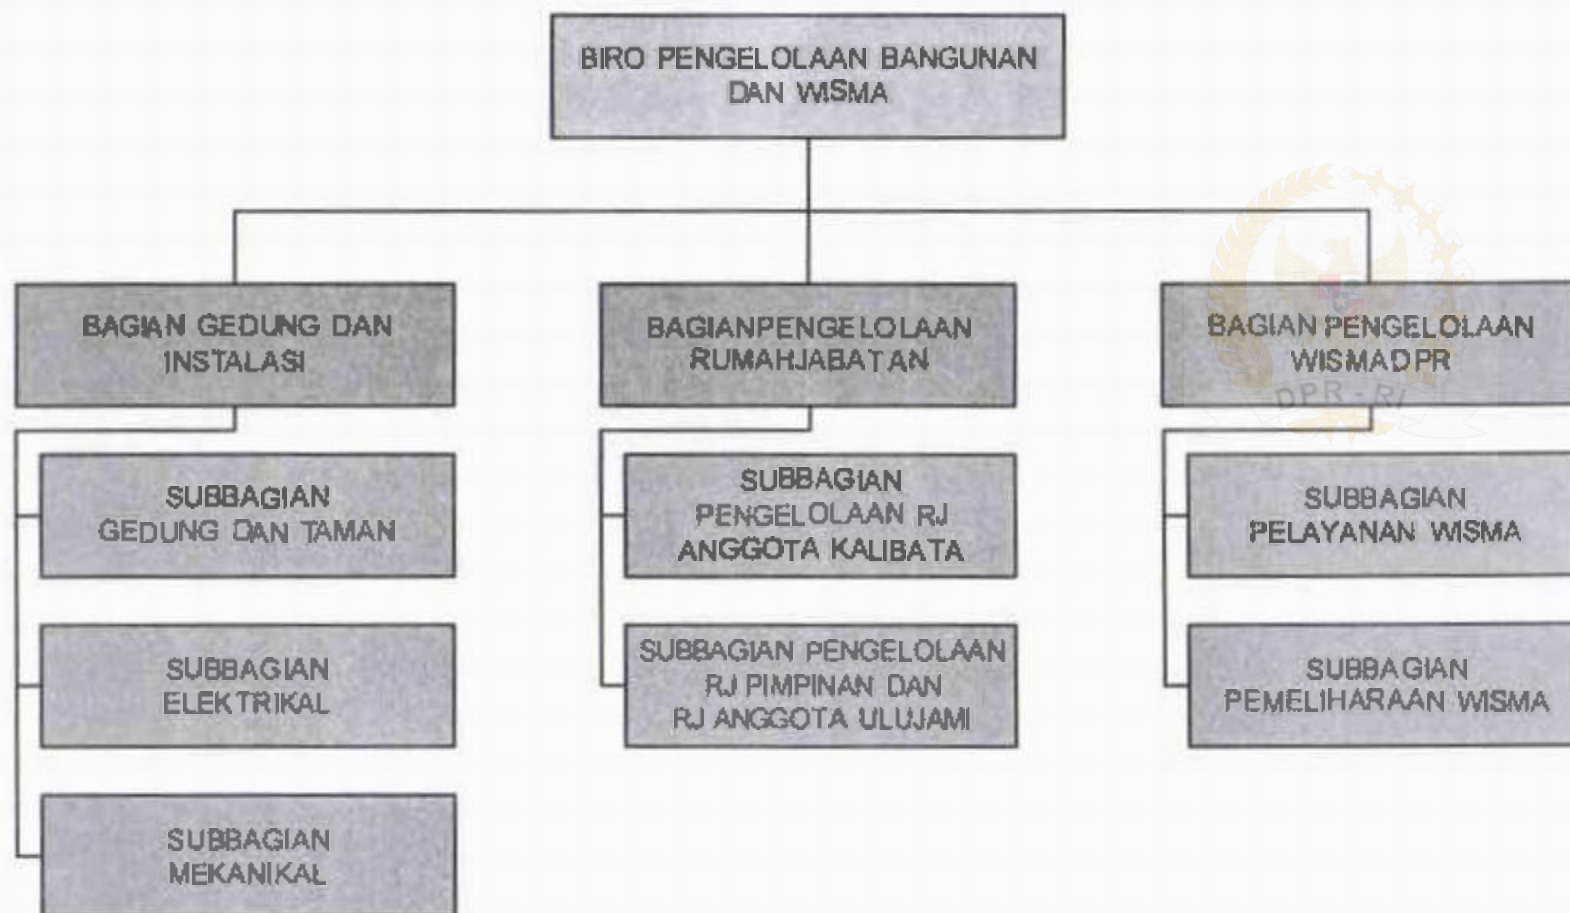 BIRO PENGELOLAAN BANGUNAN
DAN WISMA
BAGIAN GEDUNG DAN
INSTALASI
BAGIANPENGELOLAAN
RUMAHJABATAN
BAGIAN PENGELOLAAN
WISMADPR
DPR - RI
SUBBAGIAN
GEDUNG DAN TAMAN
SUBBAGIAN
PENGELOLAAN RJ
ANGGOTA KALIBATA
SUBBAGIAN
PELAYANAN WISMA
SUBBAGIAN
ELEKTRIKAL
SUBBAGIAN PENGELOLAAN
RJ PIMPINAN DAN
RJ ANGGOTA ULUJAMI
SUBBAGIAN
PEMELIHARAAN WISMA
SUBBAGIAN
MEKANIKAL